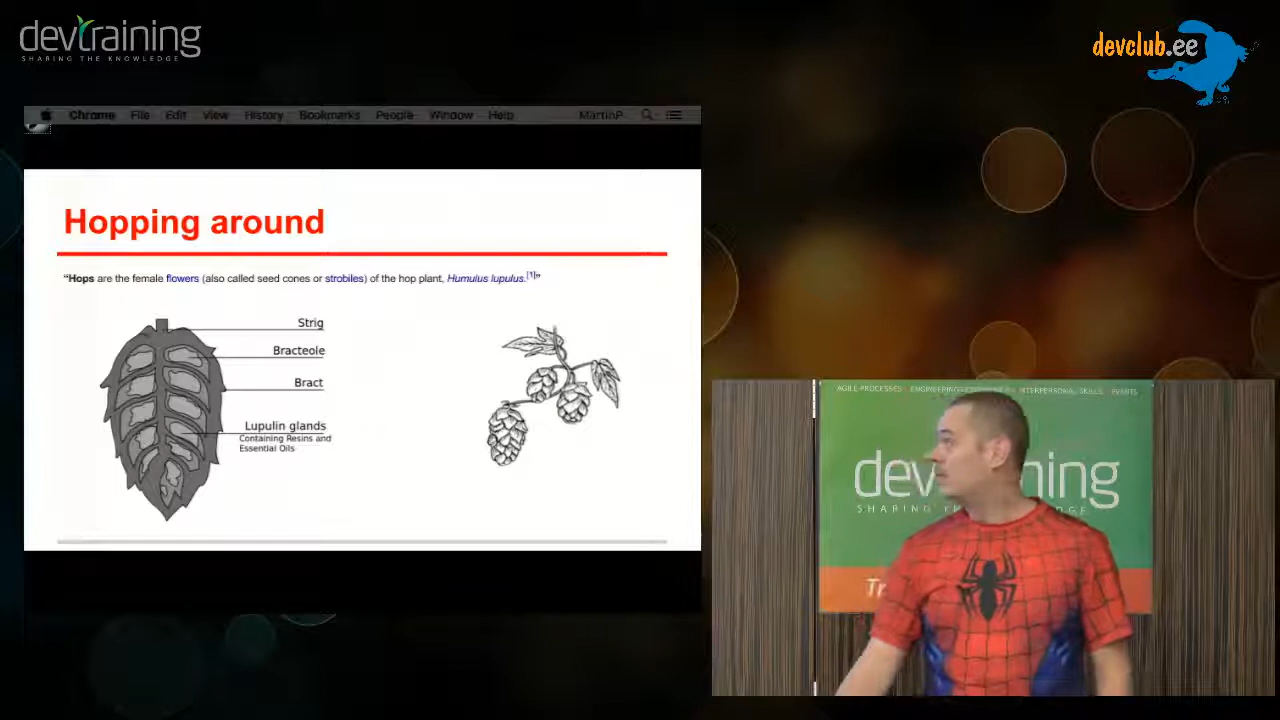 devtraining
SHARING THE KNOWLEDGE
devclub.ee
Chrome File Edit View History Bookmarks People Window Help MartinP
Hopping around
“Hops are the female flowers (also called seed cones or strobiles) of the hop plant, Humulus lupulus.[1]”
Strig
Bracteole
Bract
Lupulin glands
Containing Resins and
Essential Oils
AGILE PROCESSES INTERPERSONAL SKILLS EVENTS